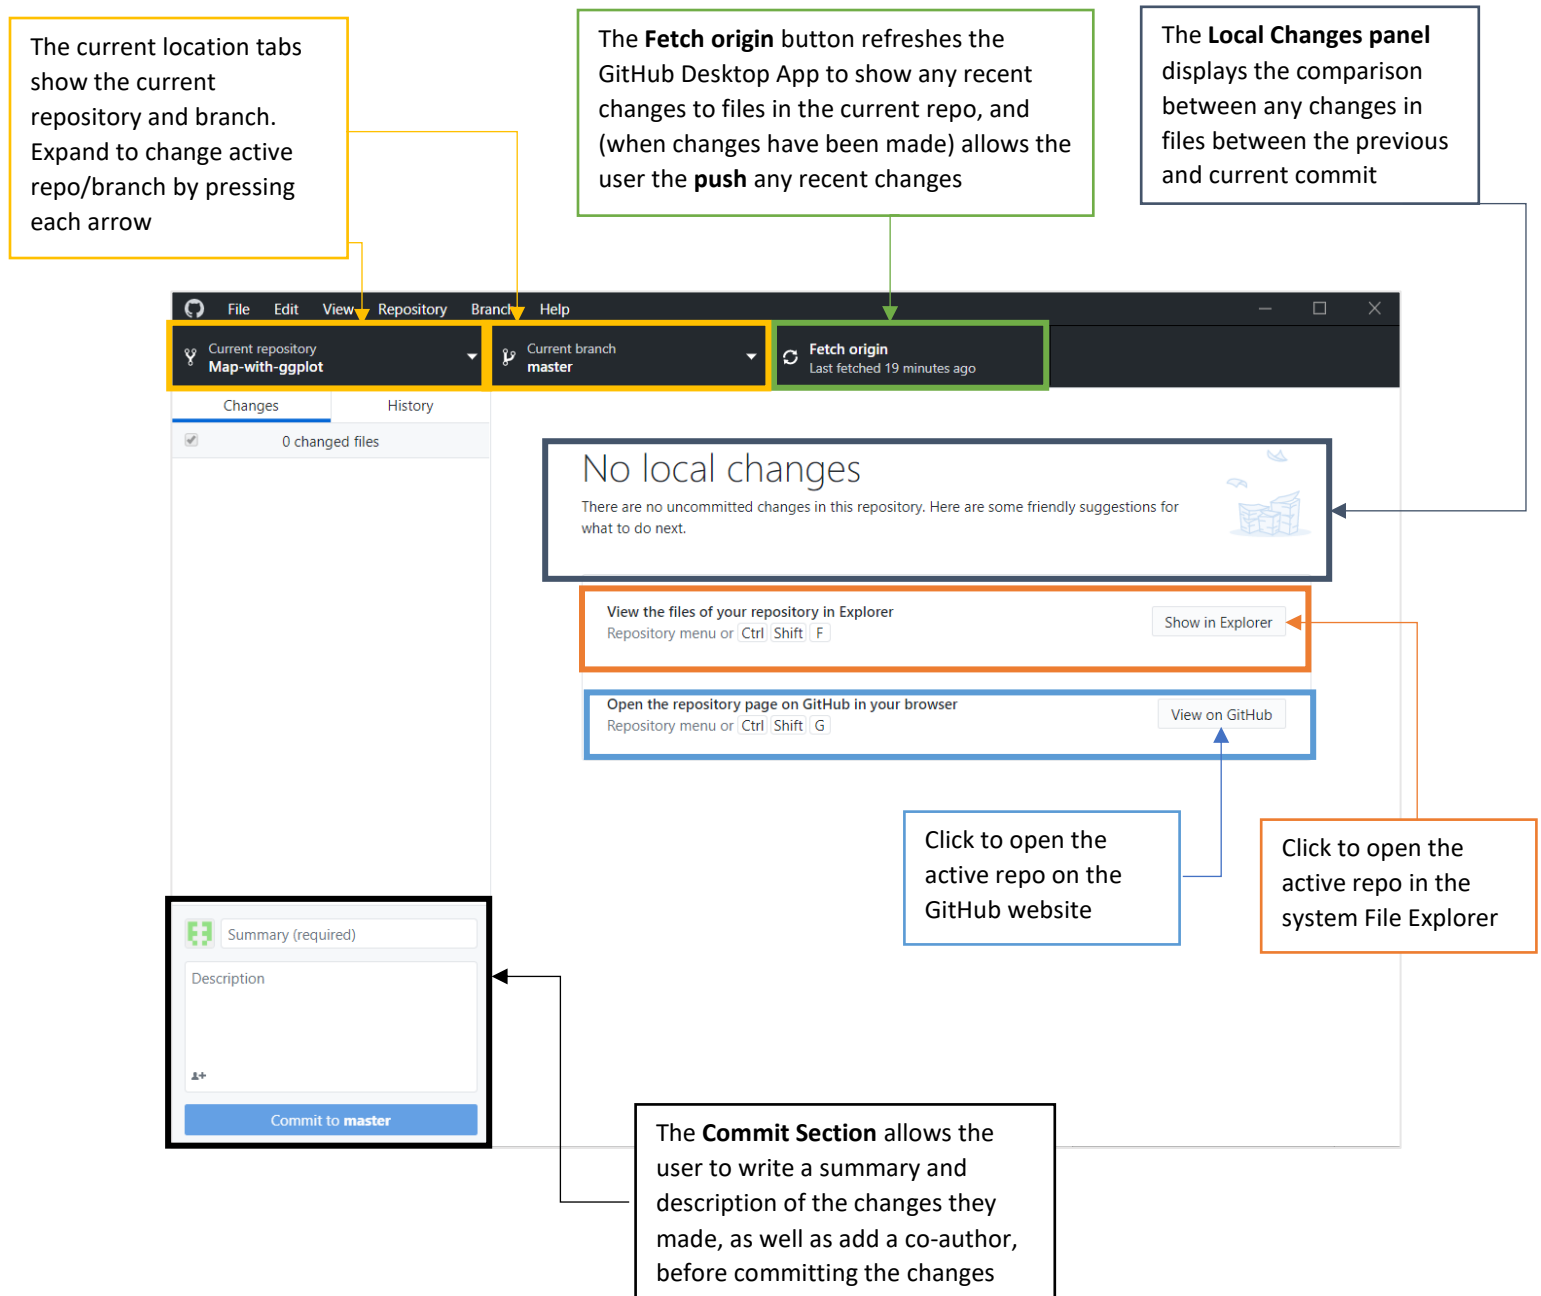 The current location tabs
show the current
repository and branch.
Expand to change active
repo/branch by pressing
each arrow
The Fetch origin button refreshes the
GitHub Desktop App to show any recent
changes to files in the current repo, and
(when changes have been made) allows the
user the push any recent changes
The Local Changes panel
displays the comparison
between any changes in
files between the previous
and current commit
File Edit View Repository Branch Help
Current repository
Map-with-ggplot
Current branch
master
Fetch origin
Last fetched 19 minutes ago
Changes History
0 changed files
No local changes
There are no uncommitted changes in this repository. Here are some friendly suggestions for
what to do next.
View the files of your repository in Explorer
Repository menu or Ctrl Shift F
Show in Explorer
Open the repository page on GitHub in your browser
Repository menu or Ctrl Shift G
View on GitHub
Click to open the
active repo on the
GitHub website
Click to open the
active repo in the
system File Explorer
Summary (required)
Description
Commit to master
The Commit Section allows the
user to write a summary and
description of the changes they
made, as well as add a co-author,
before committing the changes